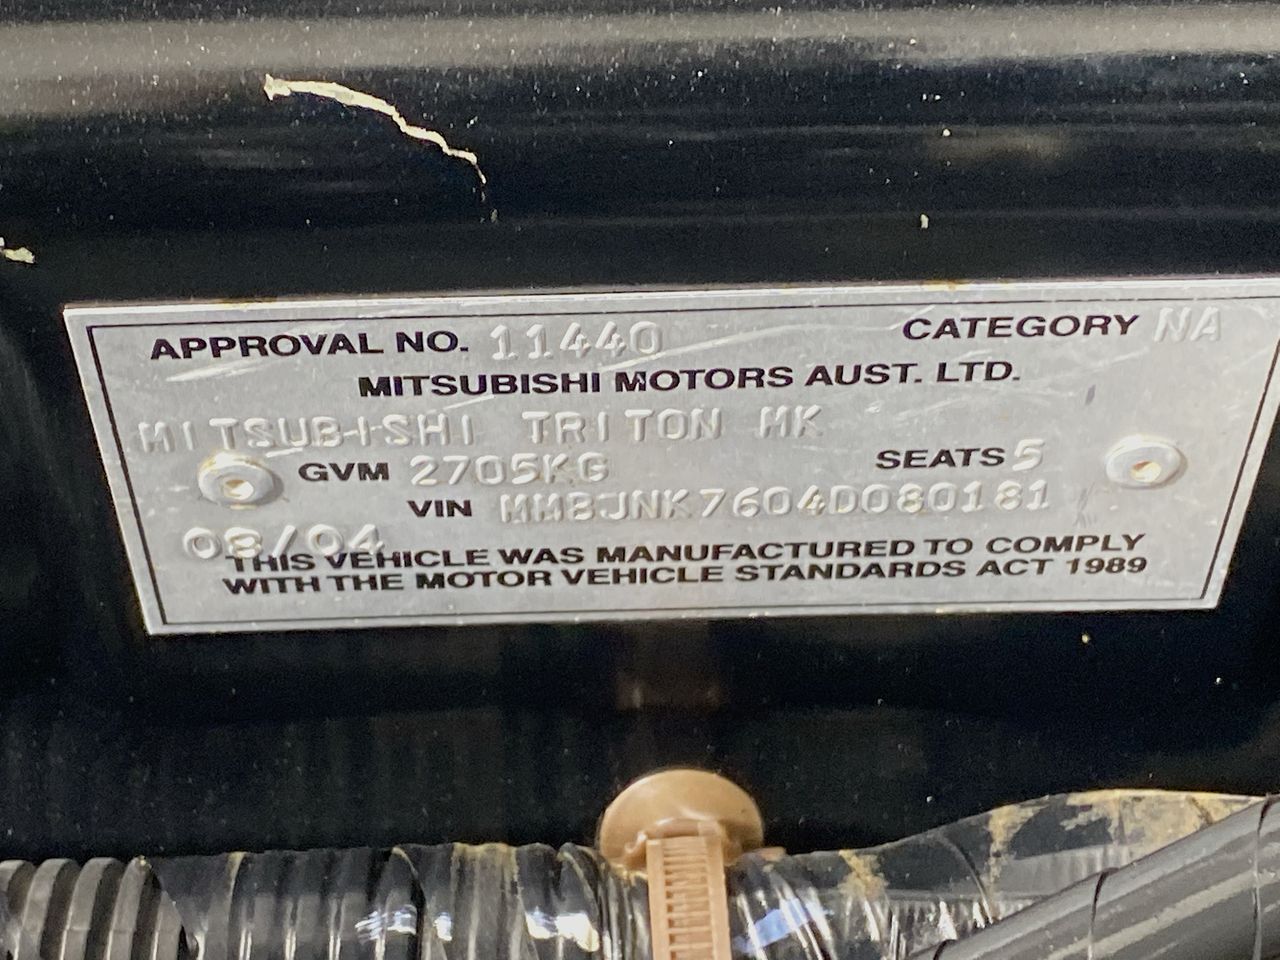 APPROVAL NO. 11440 CATEGORY NA
MITSUBISHI MOTORS AUST. LTD.
MITSUBISHI TRITON MK
GVM 2705KG SEATS 5
VIN MMBJNK7604D080181
08/04
THIS VEHICLE WAS MANUFACTURED TO COMPLY
WITH THE MOTOR VEHICLE STANDARDS ACT 1989